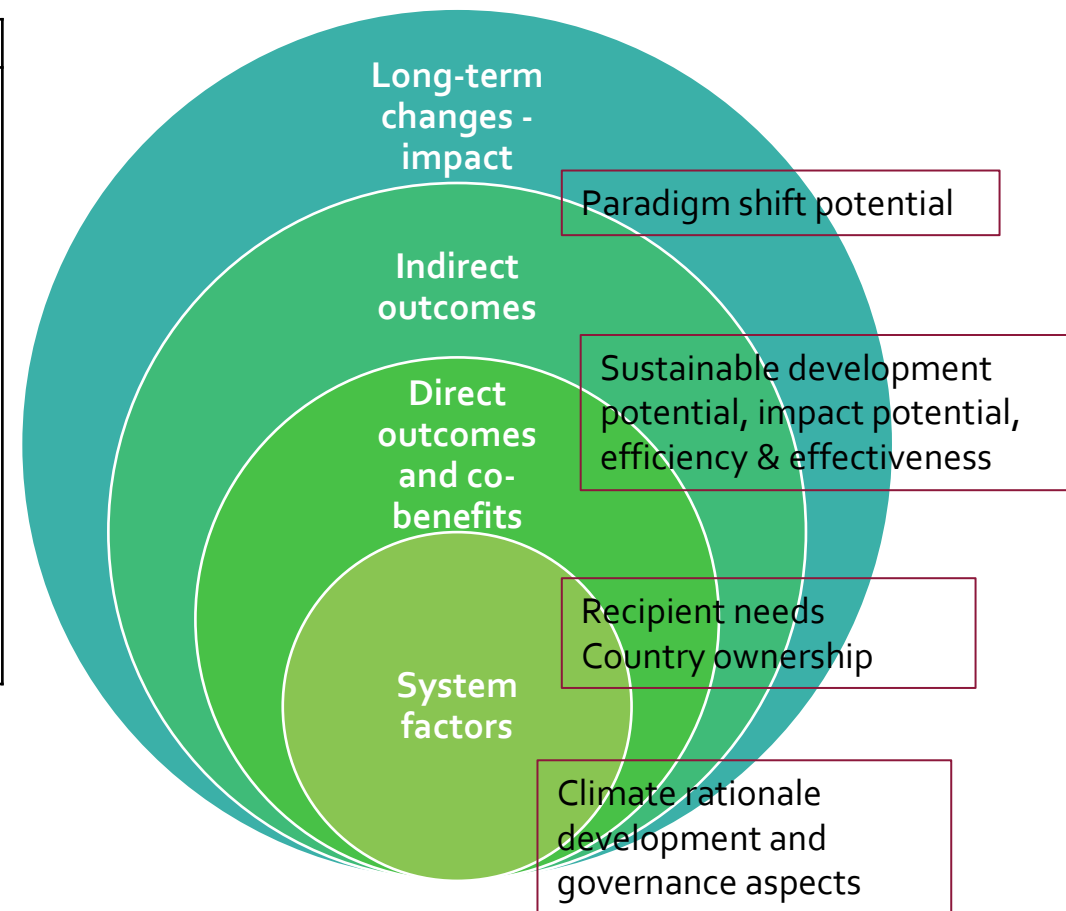 Long-term
changes -
impact
Paradigm shift potential
Indirect
outcomes
Sustainable development
potential, impact potential,
efficiency & effectiveness
Direct
outcomes
and co-
benefits
Recipient needs
Country ownership
System
factors
Climate rationale
development and
governance aspects